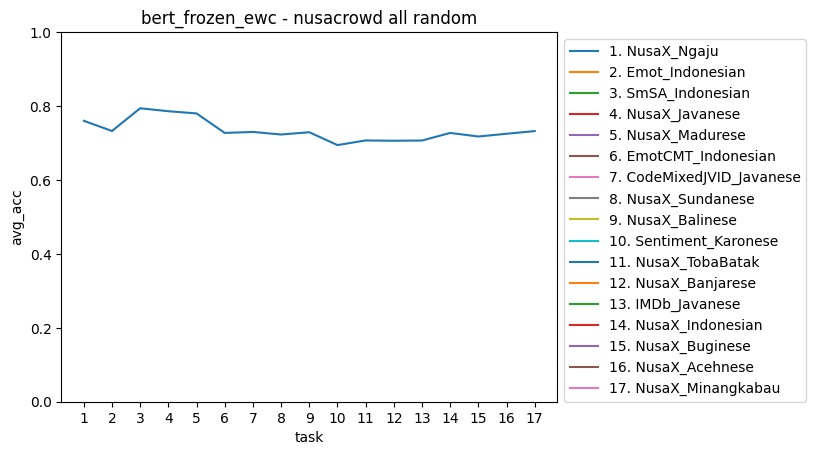 bert_frozen_ewc - nusacrowd all random
1.0
0.8
0.6
0.4
0.2
0.0
avg_acc
1 2 3 4 5 6 7 8 9 10 11 12 13 14 15 16 17
task
1. NusaX_Ngaju
2. Emot_Indonesian
3. SmSA_Indonesian
4. NusaX_Javanese
5. NusaX_Madurese
6. EmotCMT_Indonesian
7. CodeMixedJVID_Javanese
8. NusaX_Sundanese
9. NusaX_Balinese
10. Sentiment_Karonese
11. NusaX_TobaBatak
12. NusaX_Banjarese
13. IMDb_Javanese
14. NusaX_Indonesian
15. NusaX_Buginese
16. NusaX_Acehnese
17. NusaX_Minangkabau